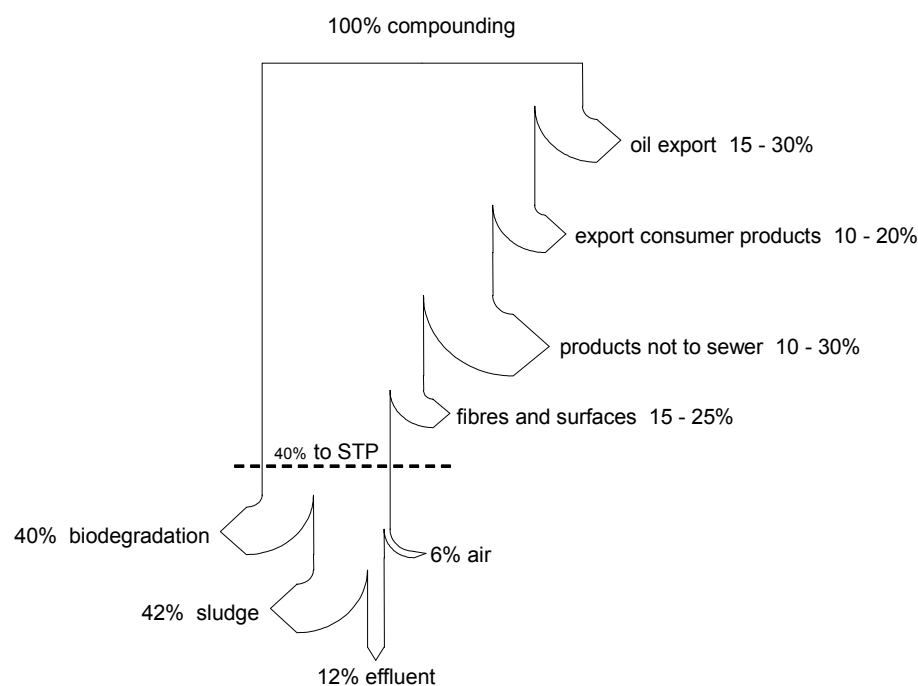 100% compounding
oil export 15 - 30%
export consumer products 10 - 20%
products not to sewer 10 - 30%
fibres and surfaces 15 - 25%
40% to STP
40% biodegradation
6% air
42% sludge
12% effluent